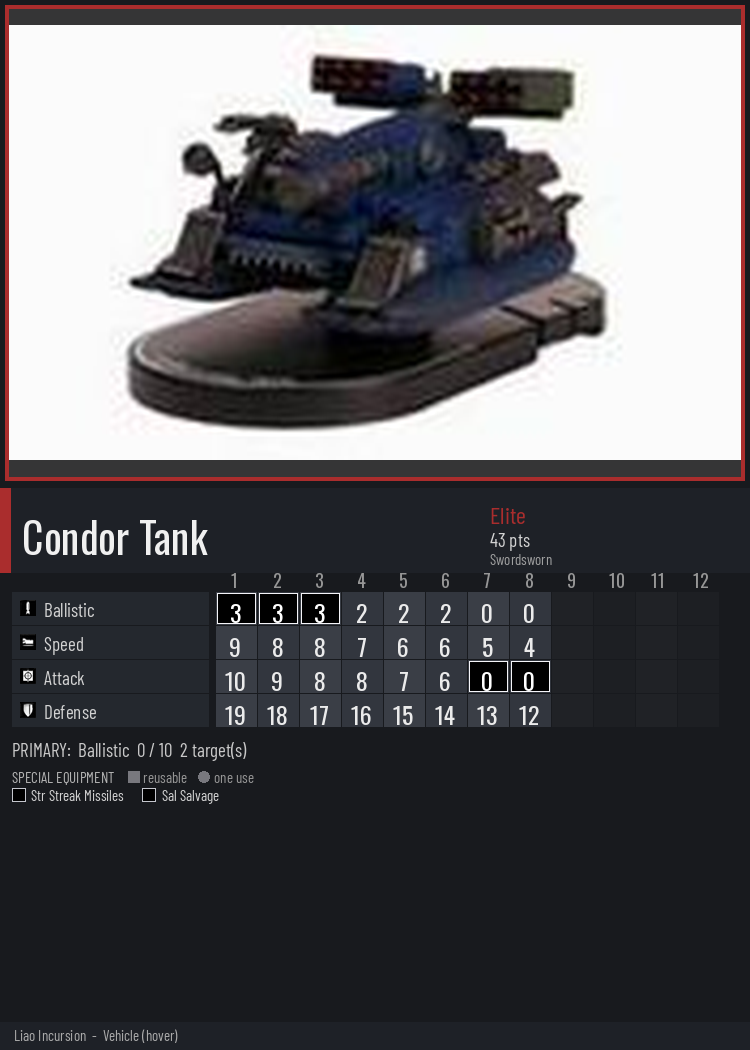 Condor Tank
Elite
43 pts
Swordsworn
1 2 3 4 5 6 7 8 9 10 11 12
Ballistic 3 3 3 2 2 2 0 0
Speed 9 8 8 7 6 6 5 4
Attack 10 9 8 8 7 6 0 0
Defense 19 18 17 16 15 14 13 12
PRIMARY: Ballistic 0 / 10 2 target(s)
SPECIAL EQUIPMENT reusable one use
Str Streak Missiles Sal Salvage
Liao Incursion - Vehicle (hover)